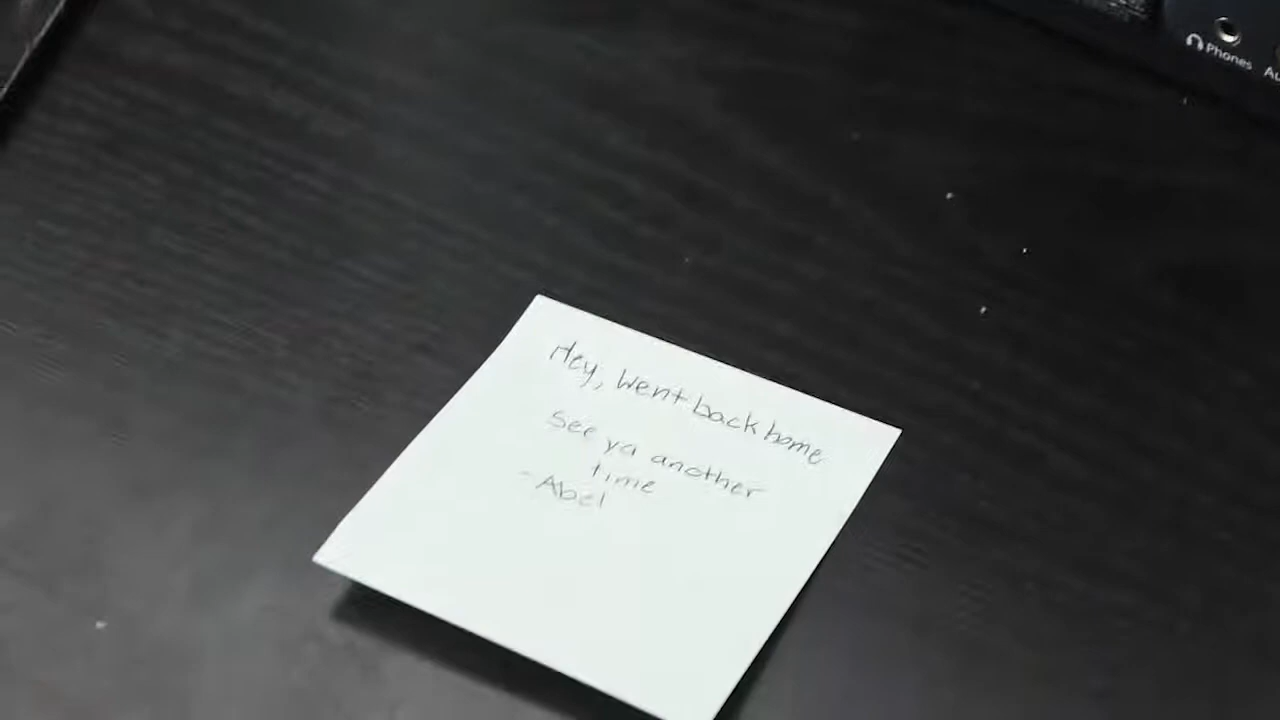 Phones
Hey, Went back home
See ya another
time
- Abel